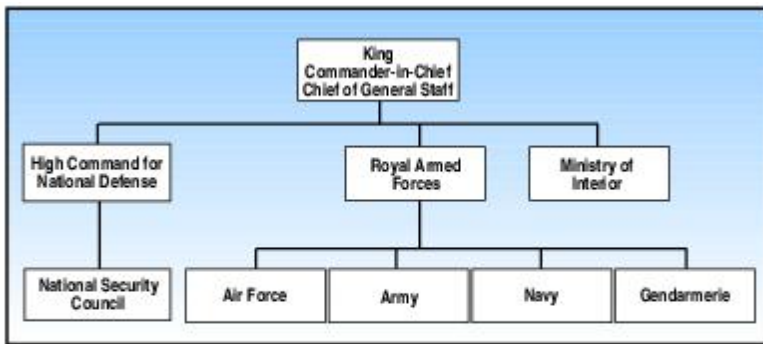 King
Commander-in-Chief
Chief of General Staff
High Command for
National Defense
Royal Armed
Forces
Ministry of
Interior
National Security
Council
Air Force
Army
Navy
Gendarmerie